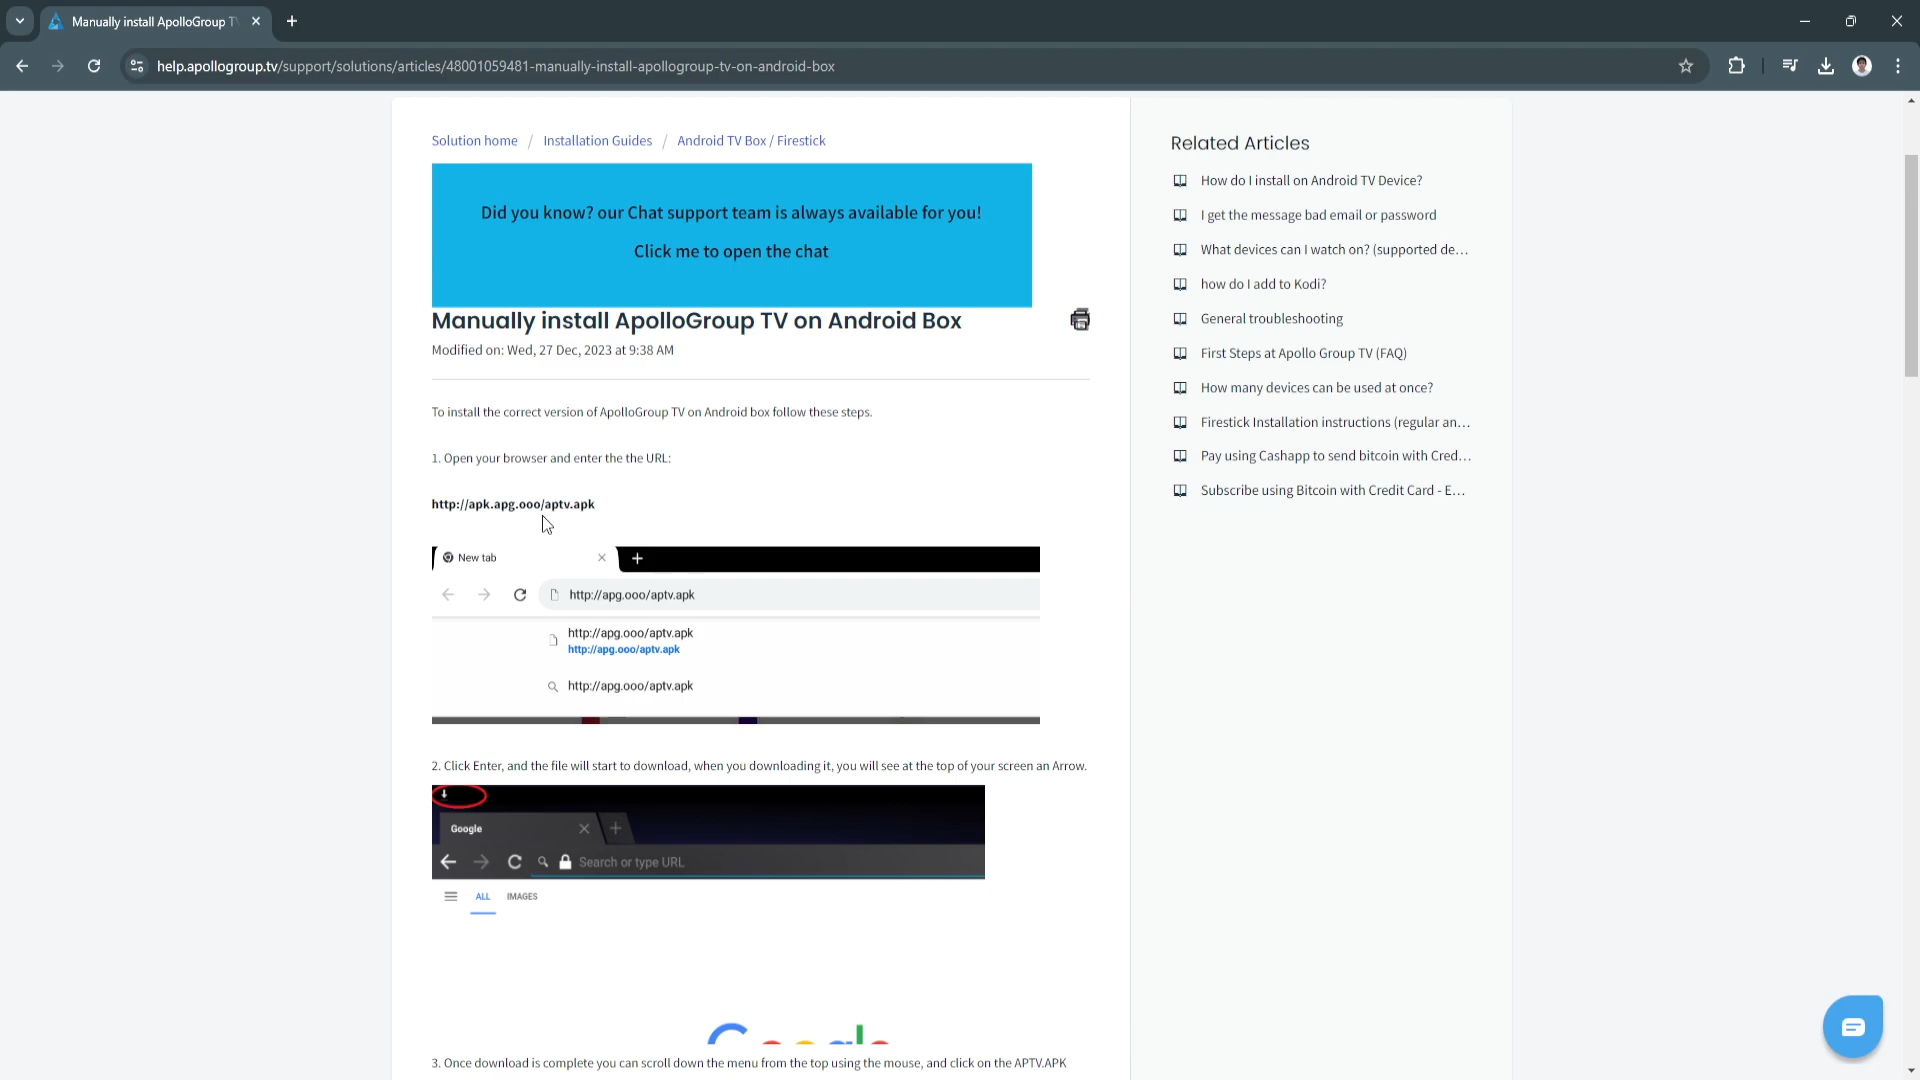 Manually install ApolloGroup T
help.apollogroup.tv/support/solutions/articles/48001059481-manually-install-apollogroup-tv-on-android-box
Solution home / Installation Guides / Android TV Box / Firestick
Did you know? our Chat support team is always available for you!
Click me to open the chat
Manually install ApolloGroup TV on Android Box
Modified on: Wed, 27 Dec, 2023 at 9:38 AM
To install the correct version of ApolloGroup TV on Android box follow these steps.
1. Open your browser and enter the the URL:
http://apk.apg.ooo/aptv.apk
New tab
http://apg.ooo/aptv.apk
http://apg.ooo/aptv.apk
http://apg.ooo/aptv.apk
http://apg.ooo/aptv.apk
2. Click Enter, and the file will start to download, when you downloading it, you will see at the top of your screen an Arrow.
Google
Search or type URL
ALL IMAGES
3. Once download is complete you can scroll down the menu from the top using the mouse, and click on the APTV.APK
Related Articles
How do I install on Android TV Device?
I get the message bad email or password
What devices can I watch on? (supported de...
how do I add to Kodi?
General troubleshooting
First Steps at Apollo Group TV (FAQ)
How many devices can be used at once?
Firestick Installation instructions (regular an...
Pay using Cashapp to send bitcoin with Cred...
Subscribe using Bitcoin with Credit Card - E...